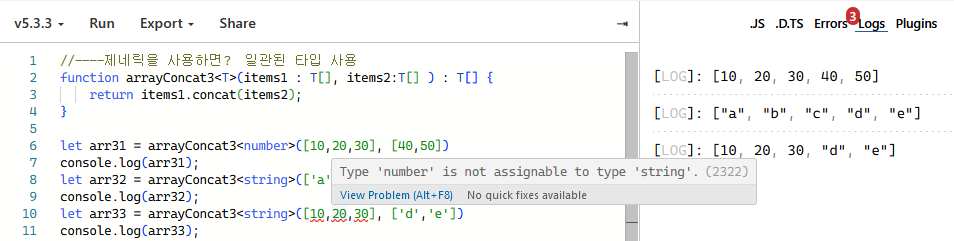 v5.3.3 Run Export Share
.JS .D.TS Errors 3 Logs Plugins
1 //----제네릭을 사용하면? 일관된 타입 사용
2 function arrayConcat3<T>(items1 : T[], items2:T[] ) : T[] {
3 return items1.concat(items2);
4 }
5
6 let arr31 = arrayConcat3<number>([10,20,30], [40,50])
7 console.log(arr31);
8 let arr32 = arrayConcat3<string>(['a'
9 console.log(arr32);
10 let arr33 = arrayConcat3<string>([10,20,30], ['d','e'])
11 console.log(arr33);
Type 'number' is not assignable to type 'string'. (2322)
View Problem (Alt+F8) No quick fixes available
[LOG]: [10, 20, 30, 40, 50]
[LOG]: ["a", "b", "c", "d", "e"]
[LOG]: [10, 20, 30, "d", "e"]